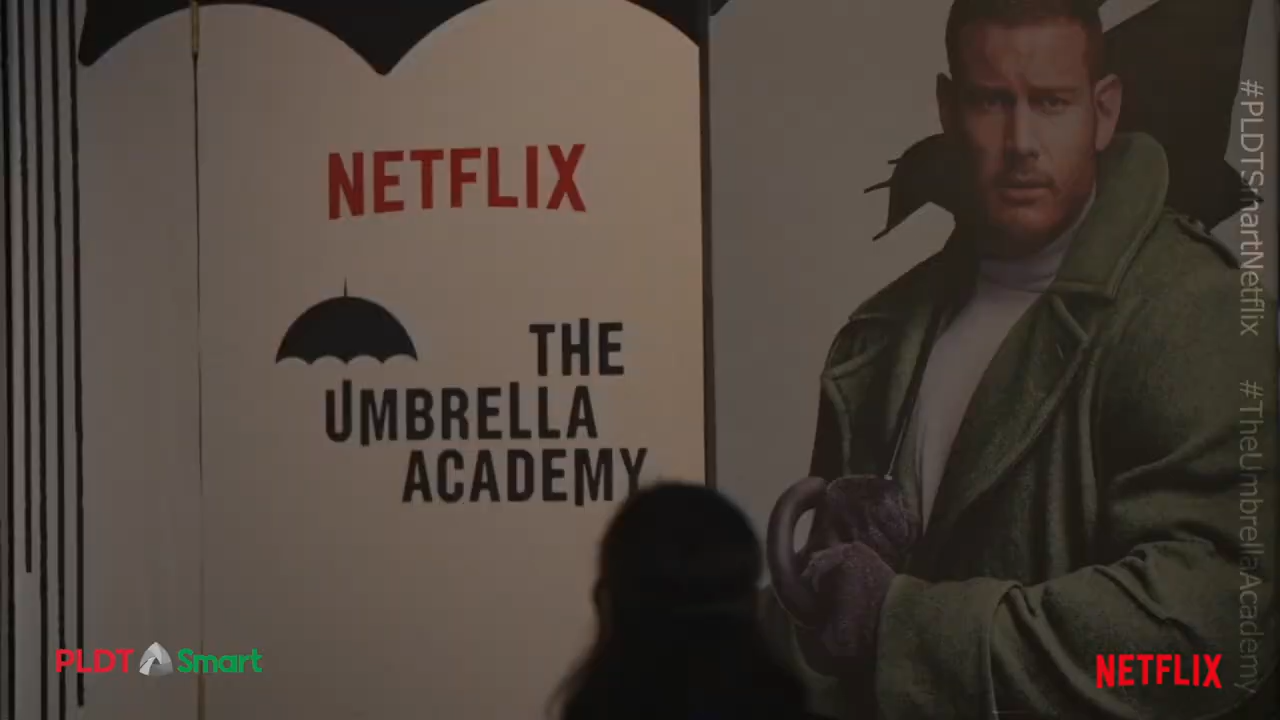 NETFLIX
THE
UMBRELLA
ACADEMY
#PLDTSmartNetflix #TheUmbrellaAcademy
PLDT Smart
NETFLIX